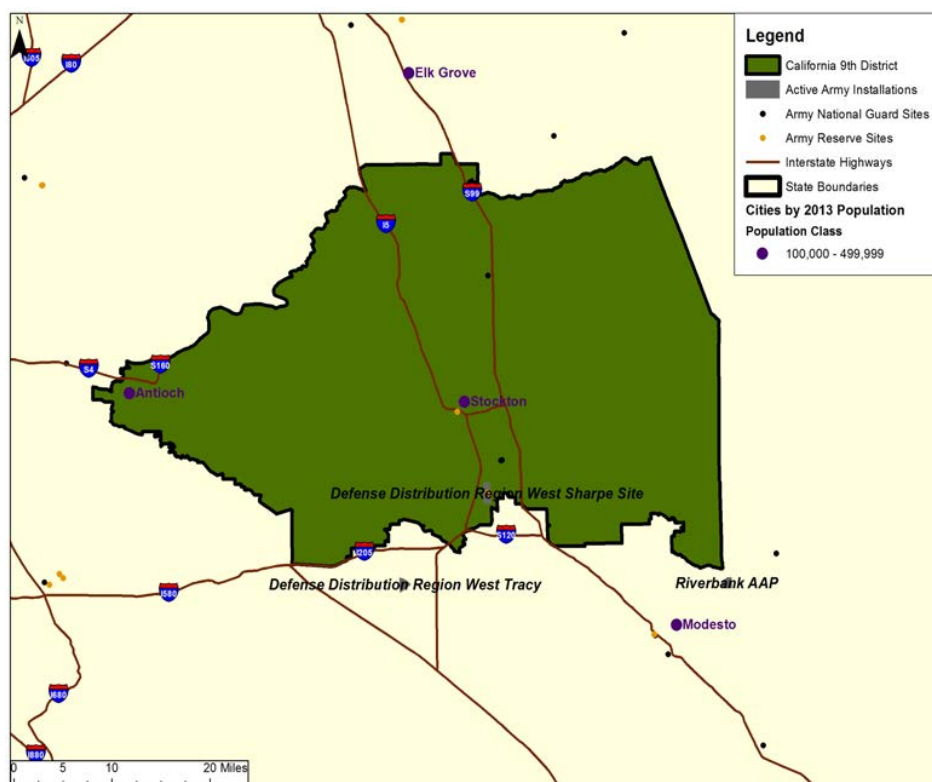 N
Legend
California 9th District
Active Army Installations
Army National Guard Sites
Army Reserve Sites
Interstate Highways
State Boundaries
Cities by 2013 Population
Population Class
100,000 - 499,999
I80
Elk Grove
S99
I5
S4
S160
Antioch
Stockton
Defense Distribution Region West Sharpe Site
S120
I205
Defense Distribution Region West Tracy
Riverbank AAP
I580
Modesto
I680
I880
0 5 10 20 Miles